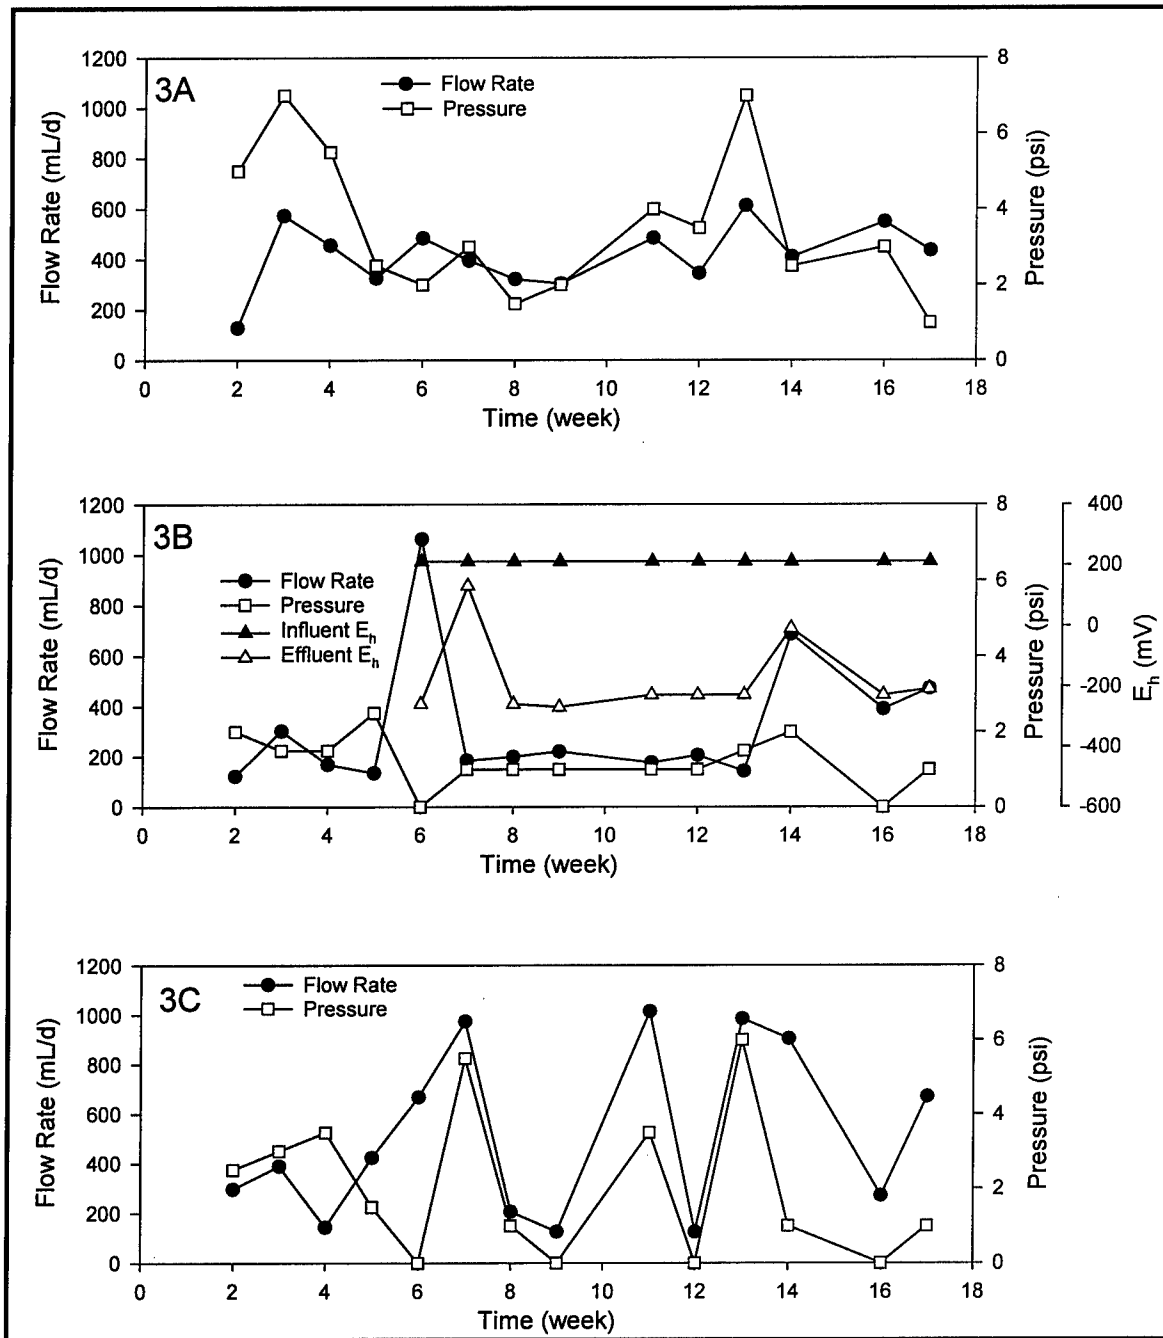 3A
Flow Rate
Pressure
1200
1000
800
600
400
200
0
Flow Rate (mL/d)
8
6
4
2
0
Pressure (psi)
0 2 4 6 8 10 12 14 16 18
Time (week)
3B
Flow Rate
Pressure
Influent Eh
Effluent Eh
1200
1000
800
600
400
200
0
Flow Rate (mL/d)
8
6
4
2
0
Pressure (psi)
400
200
0
-200
-400
-600
Eh (mV)
0 2 4 6 8 10 12 14 16 18
Time (week)
3C
Flow Rate
Pressure
1200
1000
800
600
400
200
0
Flow Rate (mL/d)
8
6
4
2
0
Pressure (psi)
0 2 4 6 8 10 12 14 16 18
Time (week)